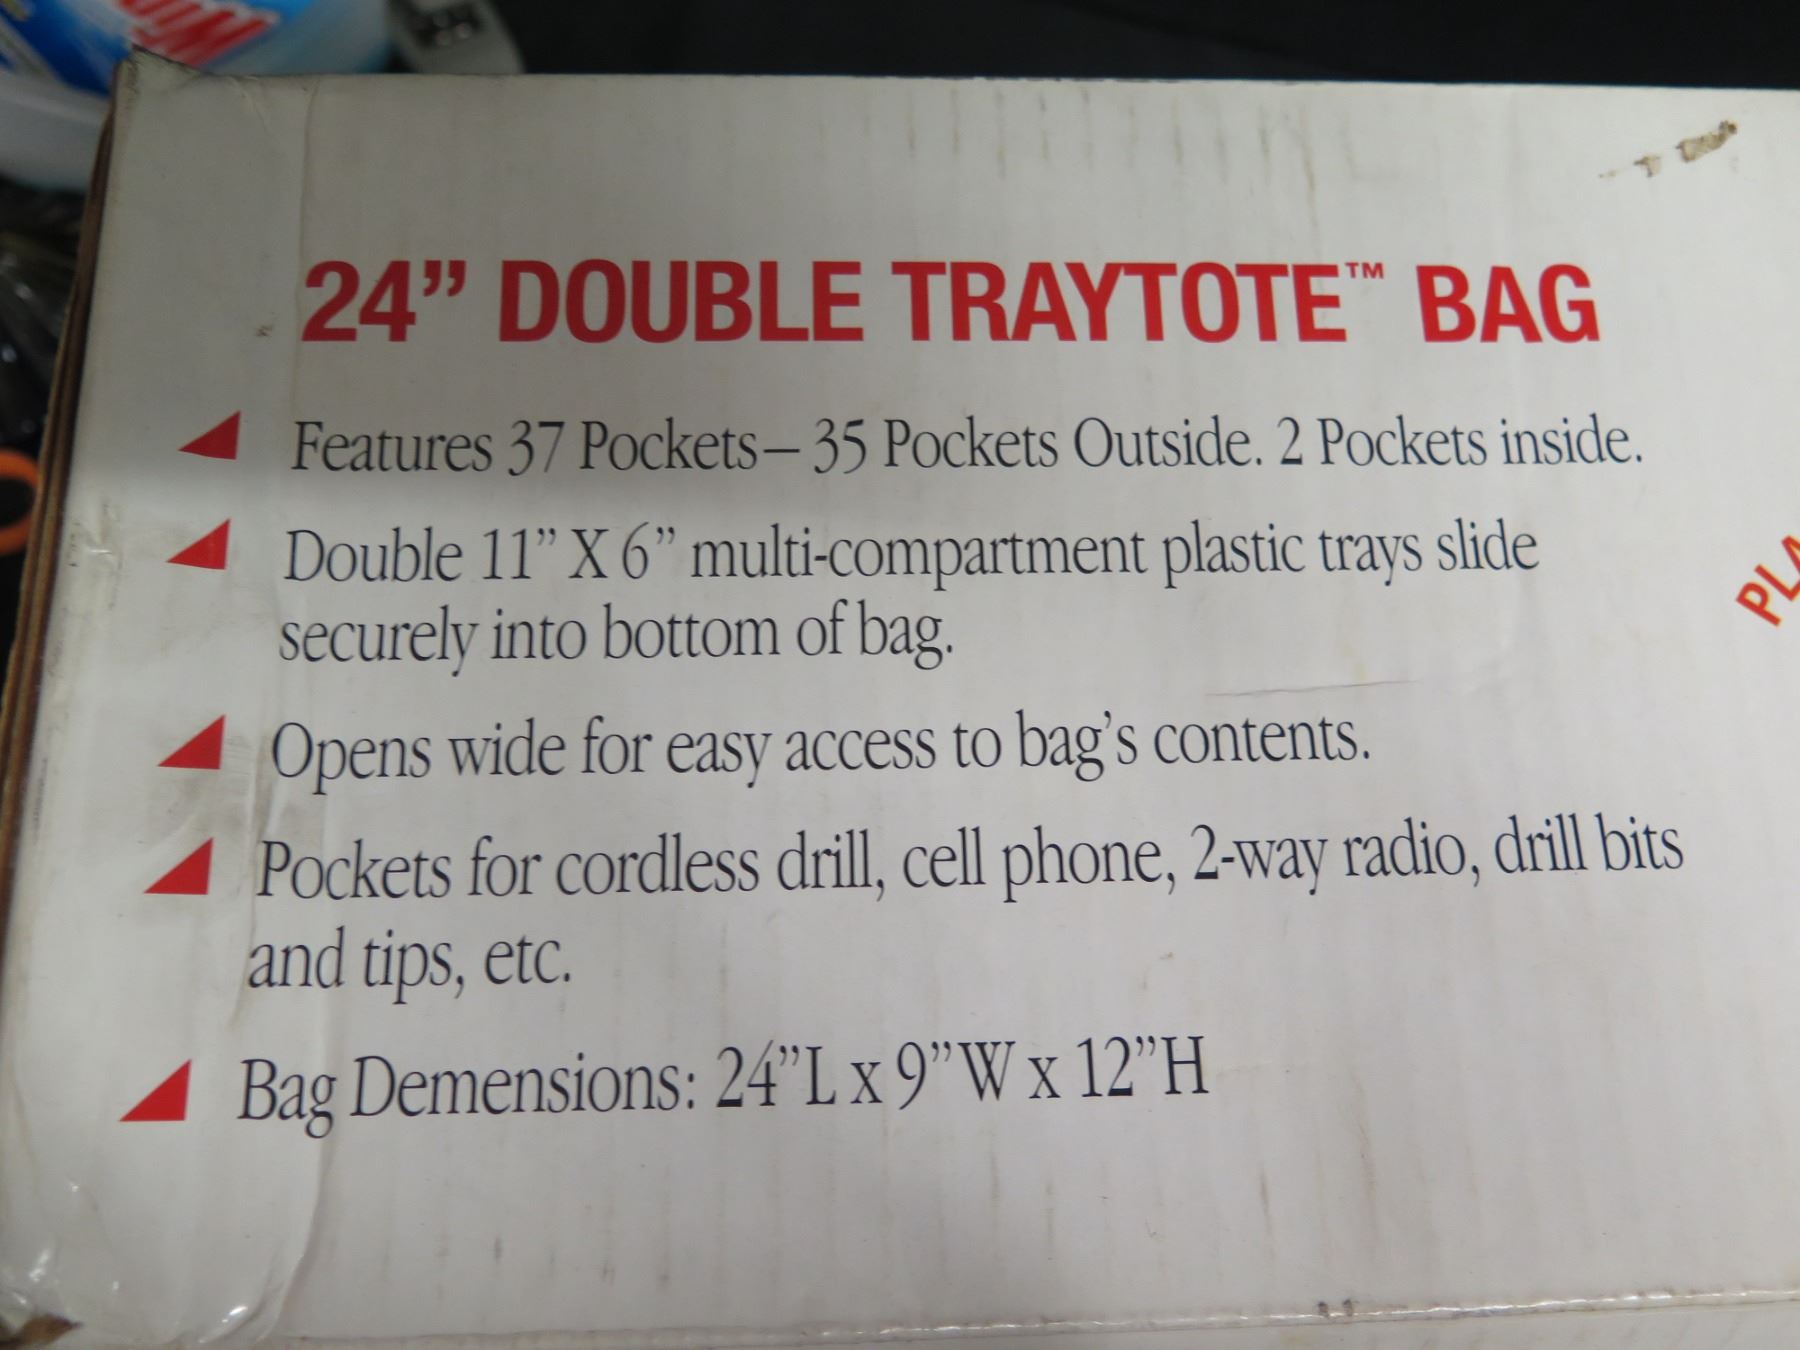 24” DOUBLE TRAYTOTE™ BAG
Features 37 Pockets– 35 Pockets Outside. 2 Pockets inside.
Double 11” X 6” multi-compartment plastic trays slide
securely into bottom of bag.
Opens wide for easy access to bag’s contents.
Pockets for cordless drill, cell phone, 2-way radio, drill bits
and tips, etc.
Bag Demensions: 24”L x 9”W x 12”H